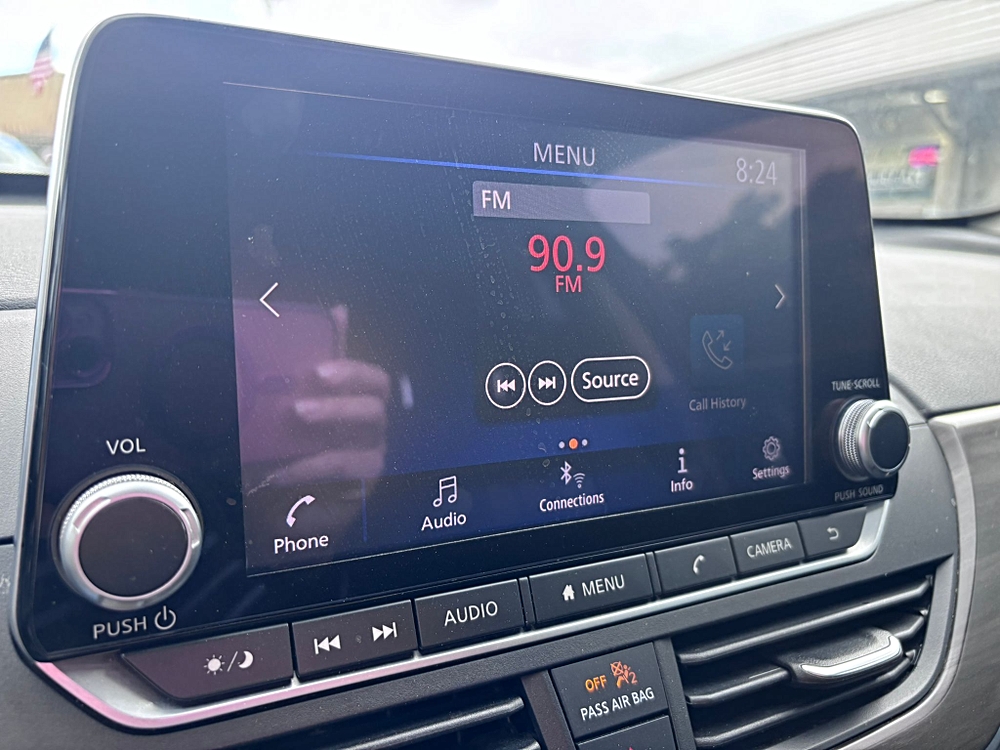 MENU
8:24
FM
90.9
FM
Source
Call History
Phone
Audio
Connections
Info
Settings
VOL
PUSH
TUNE·SCROLL
PUSH SOUND
AUDIO
MENU
CAMERA
OFF
2
PASS AIR BAG